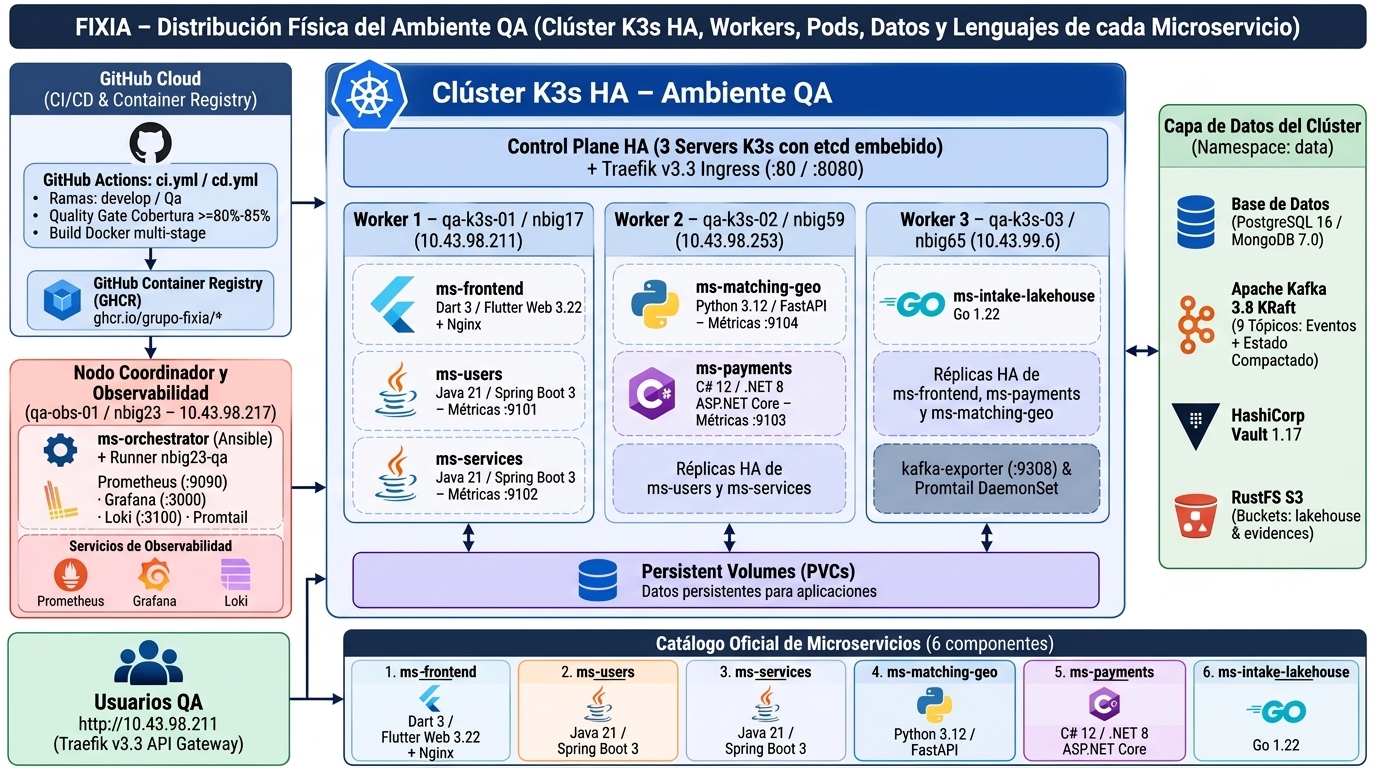 FIXIA – Distribución Física del Ambiente QA (Clúster K3s HA, Workers, Pods, Datos y Lenguajes de cada Microservicio)
GitHub Cloud
(CI/CD & Container Registry)
GitHub Actions: ci.yml / cd.yml
• Ramas: develop / Qa
• Quality Gate Cobertura >=80%-85%
• Build Docker multi-stage
GitHub Container Registry
(GHCR)
ghcr.io/grupo-fixia/*
Nodo Coordinador y
Observabilidad
(qa-obs-01 / nbig23 – 10.43.98.217)
ms-orchestrator (Ansible)
+ Runner nbig23-qa
Prometheus (:9090)
· Grafana (:3000)
· Loki (:3100) · Promtail
Servicios de Observabilidad
Prometheus
Grafana
Loki
Usuarios QA
http://10.43.98.211
(Traefik v3.3 API Gateway)
Clúster K3s HA – Ambiente QA
Control Plane HA (3 Servers K3s con etcd embebido)
+ Traefik v3.3 Ingress (:80 / :8080)
Worker 1 – qa-k3s-01 / nbig17
(10.43.98.211)
ms-frontend
Dart 3 / Flutter Web 3.22
+ Nginx
ms-users
Java 21 / Spring Boot 3
– Métricas :9101
ms-services
Java 21 / Spring Boot 3
– Métricas :9102
Worker 2 – qa-k3s-02 / nbig59
(10.43.98.253)
ms-matching-geo
Python 3.12 / FastAPI
– Métricas :9104
C#
ms-payments
C# 12 / .NET 8
ASP.NET Core –
Métricas :9103
Réplicas HA de
ms-users y ms-services
Worker 3 – qa-k3s-03 /
nbig65 (10.43.99.6)
GO
ms-intake-lakehouse
Go 1.22
Réplicas HA de
ms-frontend, ms-payments
y ms-matching-geo
kafka-exporter (:9308) &
Promtail DaemonSet
Persistent Volumes (PVCs)
Datos persistentes para aplicaciones
Capa de Datos del Clúster
(Namespace: data)
Base de Datos
(PostgreSQL 16 /
MongoDB 7.0)
Apache Kafka
3.8 KRaft
(9 Tópicos: Eventos
+ Estado
Compactado)
HashiCorp
Vault 1.17
RustFS S3
(Buckets: lakehouse
& evidences)
Catálogo Oficial de Microservicios (6 componentes)
1. ms-frontend
Dart 3 /
Flutter Web 3.22
+ Nginx
2. ms-users
Java 21 /
Spring Boot 3
3. ms-services
Java 21 /
Spring Boot 3
4. ms-matching-geo
Python 3.12 /
FastAPI
5. ms-payments
C
C# 12 / .NET 8
ASP.NET Core
6. ms-intake-lakehouse
GO
Go 1.22